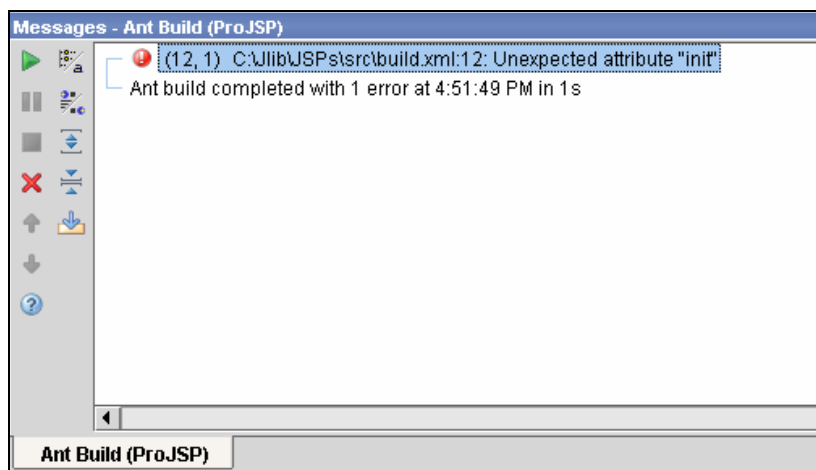 Messages - Ant Build (ProJSP)
(12, 1) C:\Jlib\JSPs\src\build.xml:12: Unexpected attribute "init"
Ant build completed with 1 error at 4:51:49 PM in 1s
Ant Build (ProJSP)